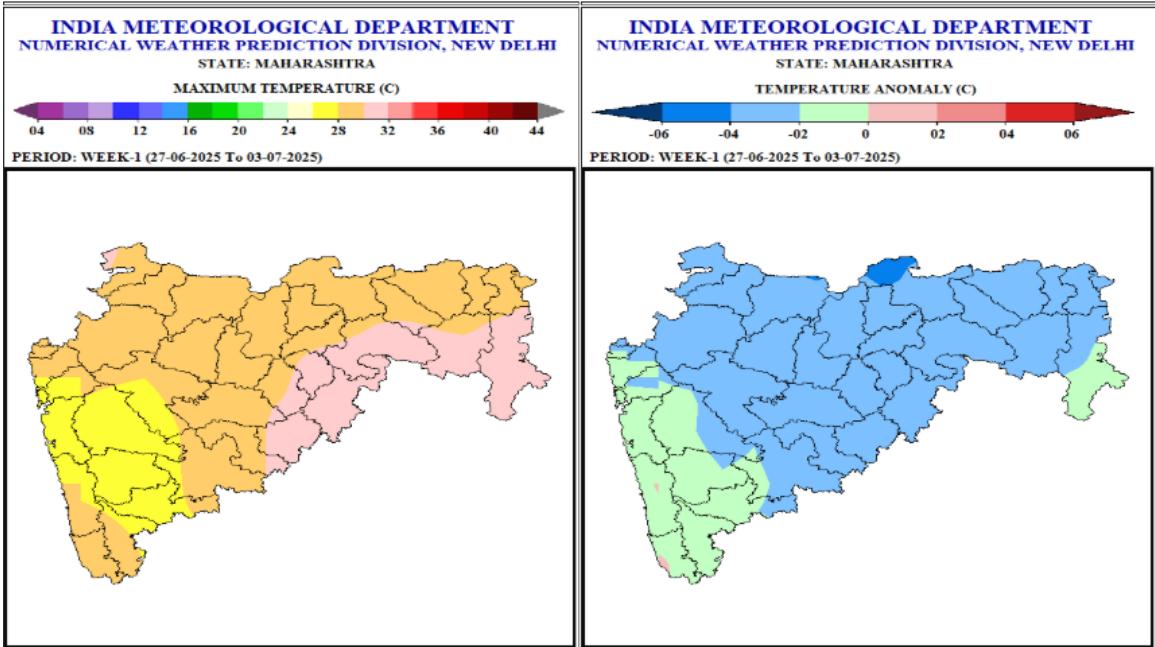 INDIA METEOROLOGICAL DEPARTMENT
NUMERICAL WEATHER PREDICTION DIVISION, NEW DELHI
STATE: MAHARASHTRA
MAXIMUM TEMPERATURE (C)
04 08 12 16 20 24 28 32 36 40 44
PERIOD: WEEK-1 (27-06-2025 To 03-07-2025)
INDIA METEOROLOGICAL DEPARTMENT
NUMERICAL WEATHER PREDICTION DIVISION, NEW DELHI
STATE: MAHARASHTRA
TEMPERATURE ANOMALY (C)
-06 -04 -02 0 02 04 06
PERIOD: WEEK-1 (27-06-2025 To 03-07-2025)